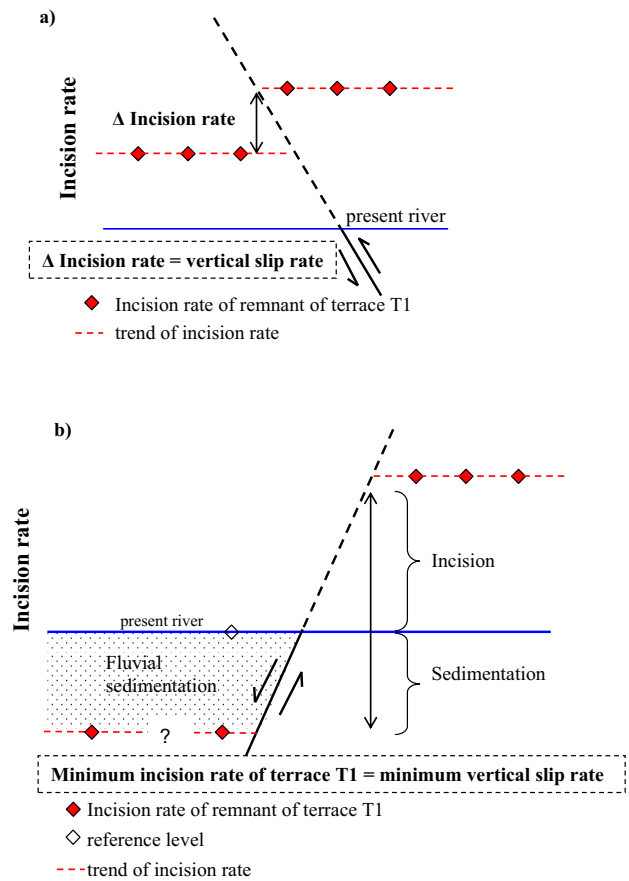 a)
Incision rate
Δ Incision rate
present river
Δ Incision rate = vertical slip rate
Incision rate of remnant of terrace T1
trend of incision rate
b)
Incision rate
Incision
present river
Fluvial
sedimentation
Sedimentation
?
Minimum incision rate of terrace T1 = minimum vertical slip rate
Incision rate of remnant of terrace T1
reference level
trend of incision rate